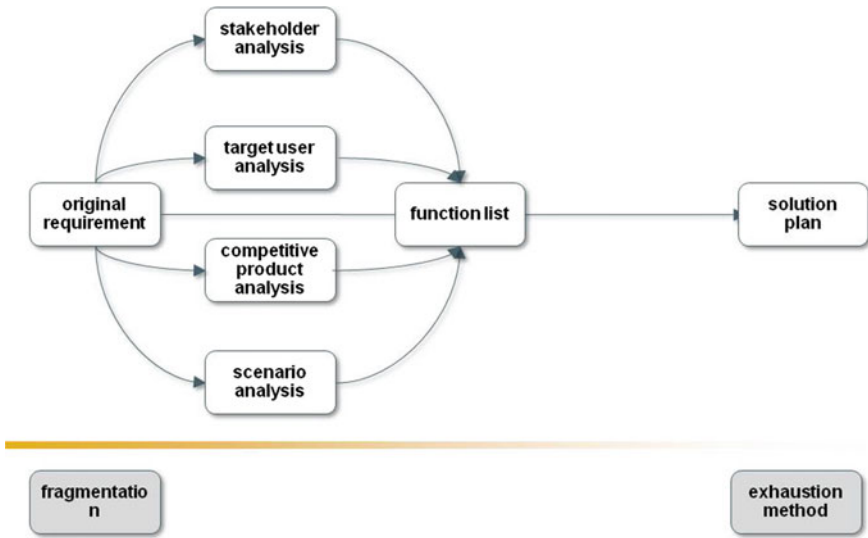 stakeholder
analysis
target user
analysis
original
requirement
function list
solution
plan
competitive
product
analysis
scenario
analysis
fragmentatio
n
exhaustion
method